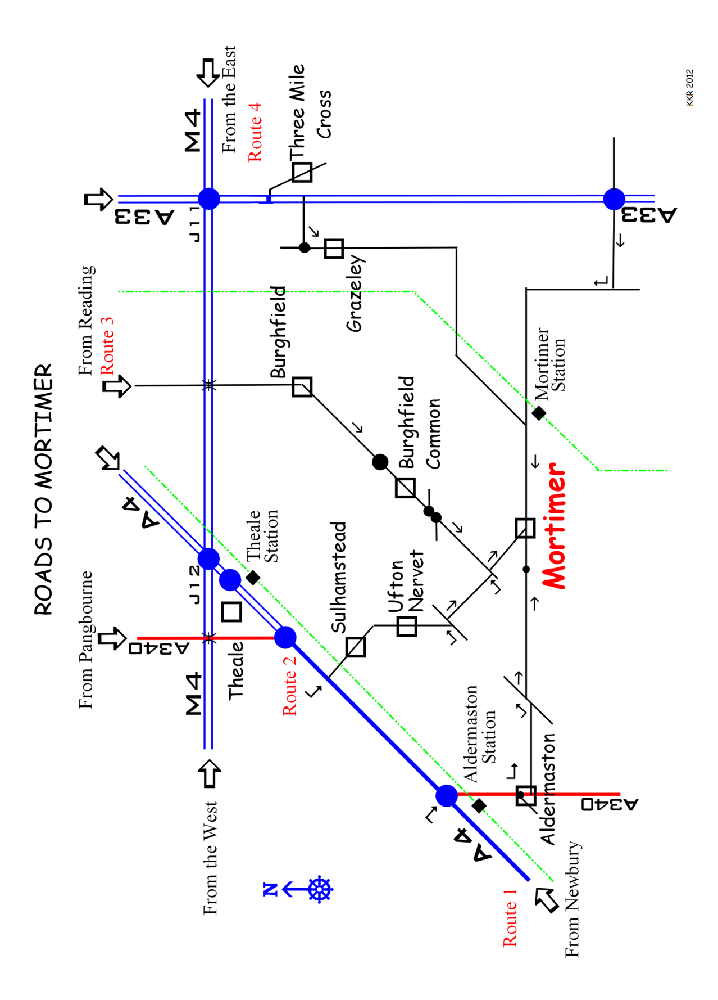 ROADS TO MORTIMER
From Pangbourne
From Reading
Route 3
A340
A4
A33
From the West
M4
J12
J11
M4
From the East
Route 4
Theale
Theale
Station
Burghfield
Three Mile
Cross
N
Route 2
Sulhamstead
Grazeley
Ufton
Nervet
Burghfield
Common
Aldermaston
Station
A4
Route 1
Aldermaston
Mortimer
Mortimer
Station
From Newbury
A340
A33
KKR 2012